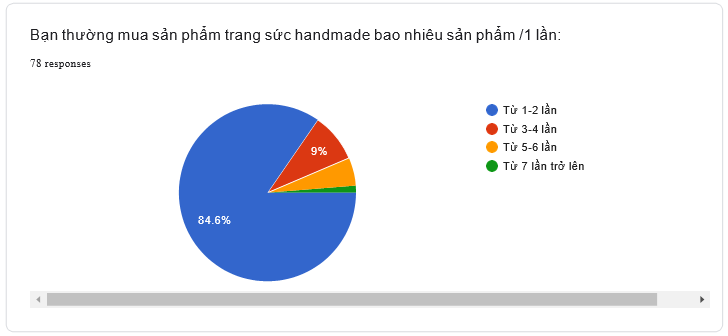 Bạn thường mua sản phẩm trang sức handmade bao nhiêu sản phẩm /1 lần:
78 responses
Từ 1-2 lần
Từ 3-4 lần
Từ 5-6 lần
Từ 7 lần trở lên
9%
84.6%